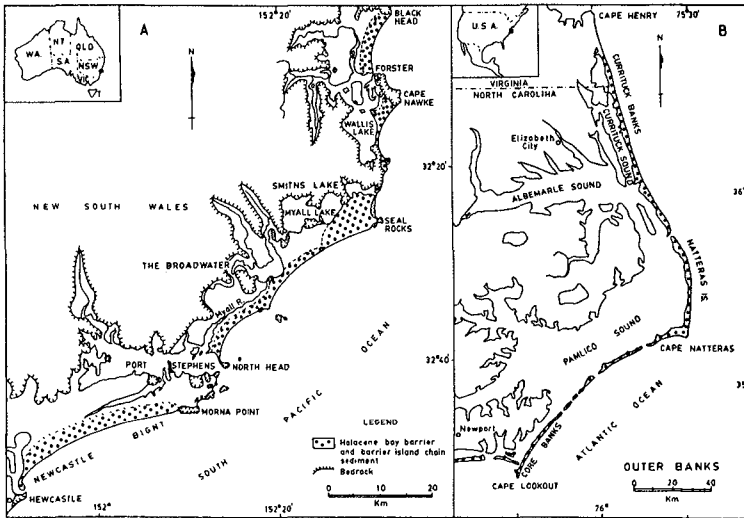 A
152°20'
BLACK
HEAD
W.A.
N.T
QLD
S.A
NSW
VIC
T
N
FORSTER
CAPE
HAWKE
WALLIS
LAKE
32°20
SMITHS LAKE
MYALL LAKE
NEW SOUTH WALES
SEAL
ROCKS
THE BROADWATER
Myall R.
PORT
STEPHENS
NORTH HEAD
MORNA POINT
NEWCASTLE BIGHT
NEWCASTLE
SOUTH PACIFIC OCEAN
32°40
LEGEND
Holocene bay barrier
and barrier island chain
sediment
Bedrock
0 10 20
Km
152°
152°20
B
U.S.A.
CAPE HENRY
75°30'
N
VIRGINIA
NORTH CAROLINA
CURRITUCK BANKS
CURRITUCK SOUND
Elizabeth
City
ALBEMARLE SOUND
36°
HATTERAS IS.
PAMLICO SOUND
CAPE HATTERAS
35°
Newport
CORE BANKS
ATLANTIC OCEAN
OUTER BANKS
0 20 40
Km
CAPE LOOKOUT
76°